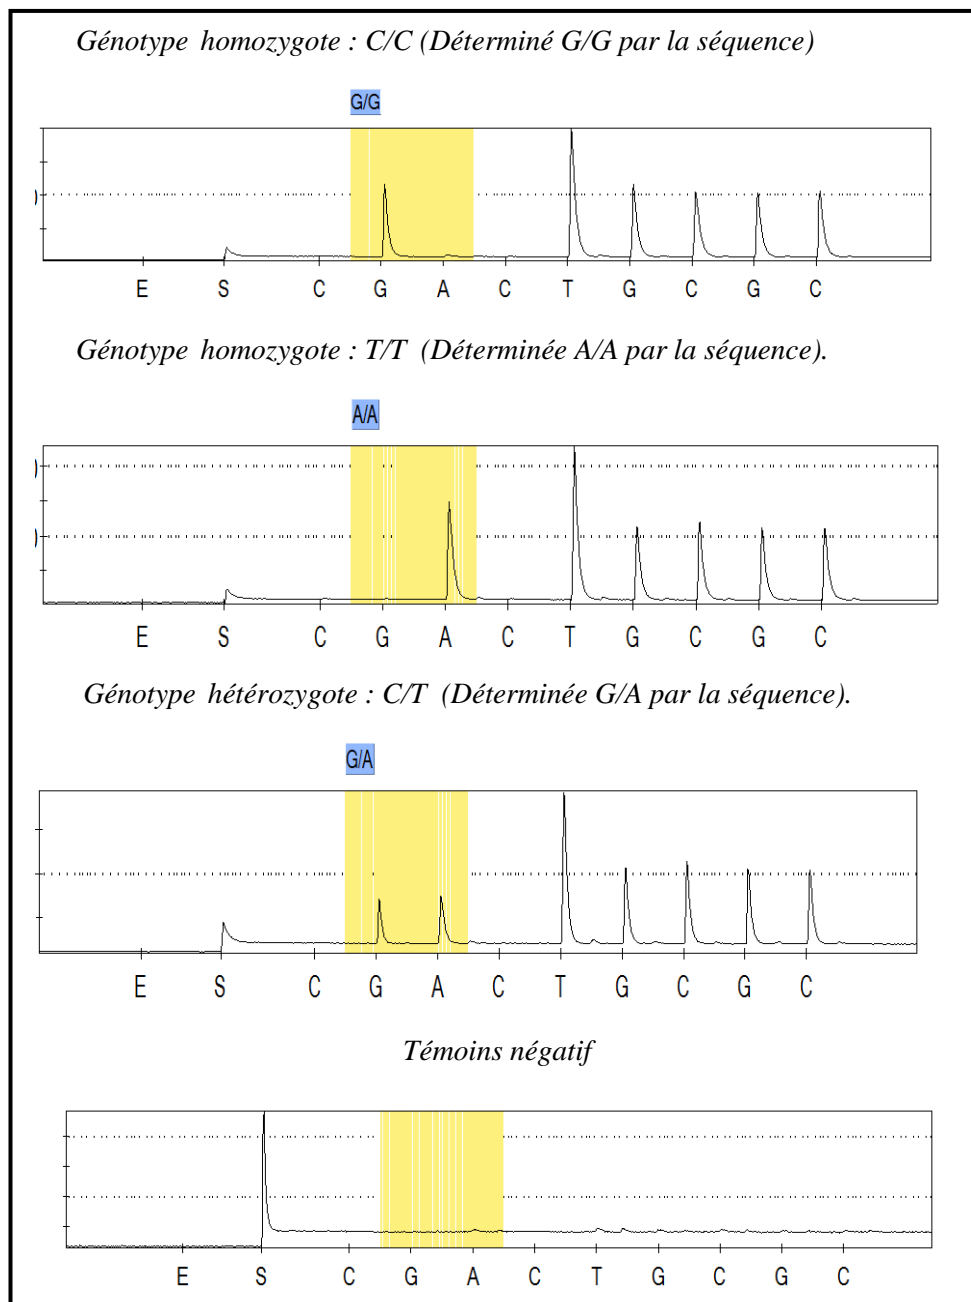 Génotype homozygote : C/C (Déterminé G/G par la séquence)
G/G
)
E S C G A C T G C G C
Génotype homozygote : T/T (Déterminée A/A par la séquence).
A/A
)
)
E S C G A C T G C G C
Génotype hétérozygote : C/T (Déterminée G/A par la séquence).
G/A
E S C G A C T G C G C
Témoins négatif
E S C G A C T G C G C